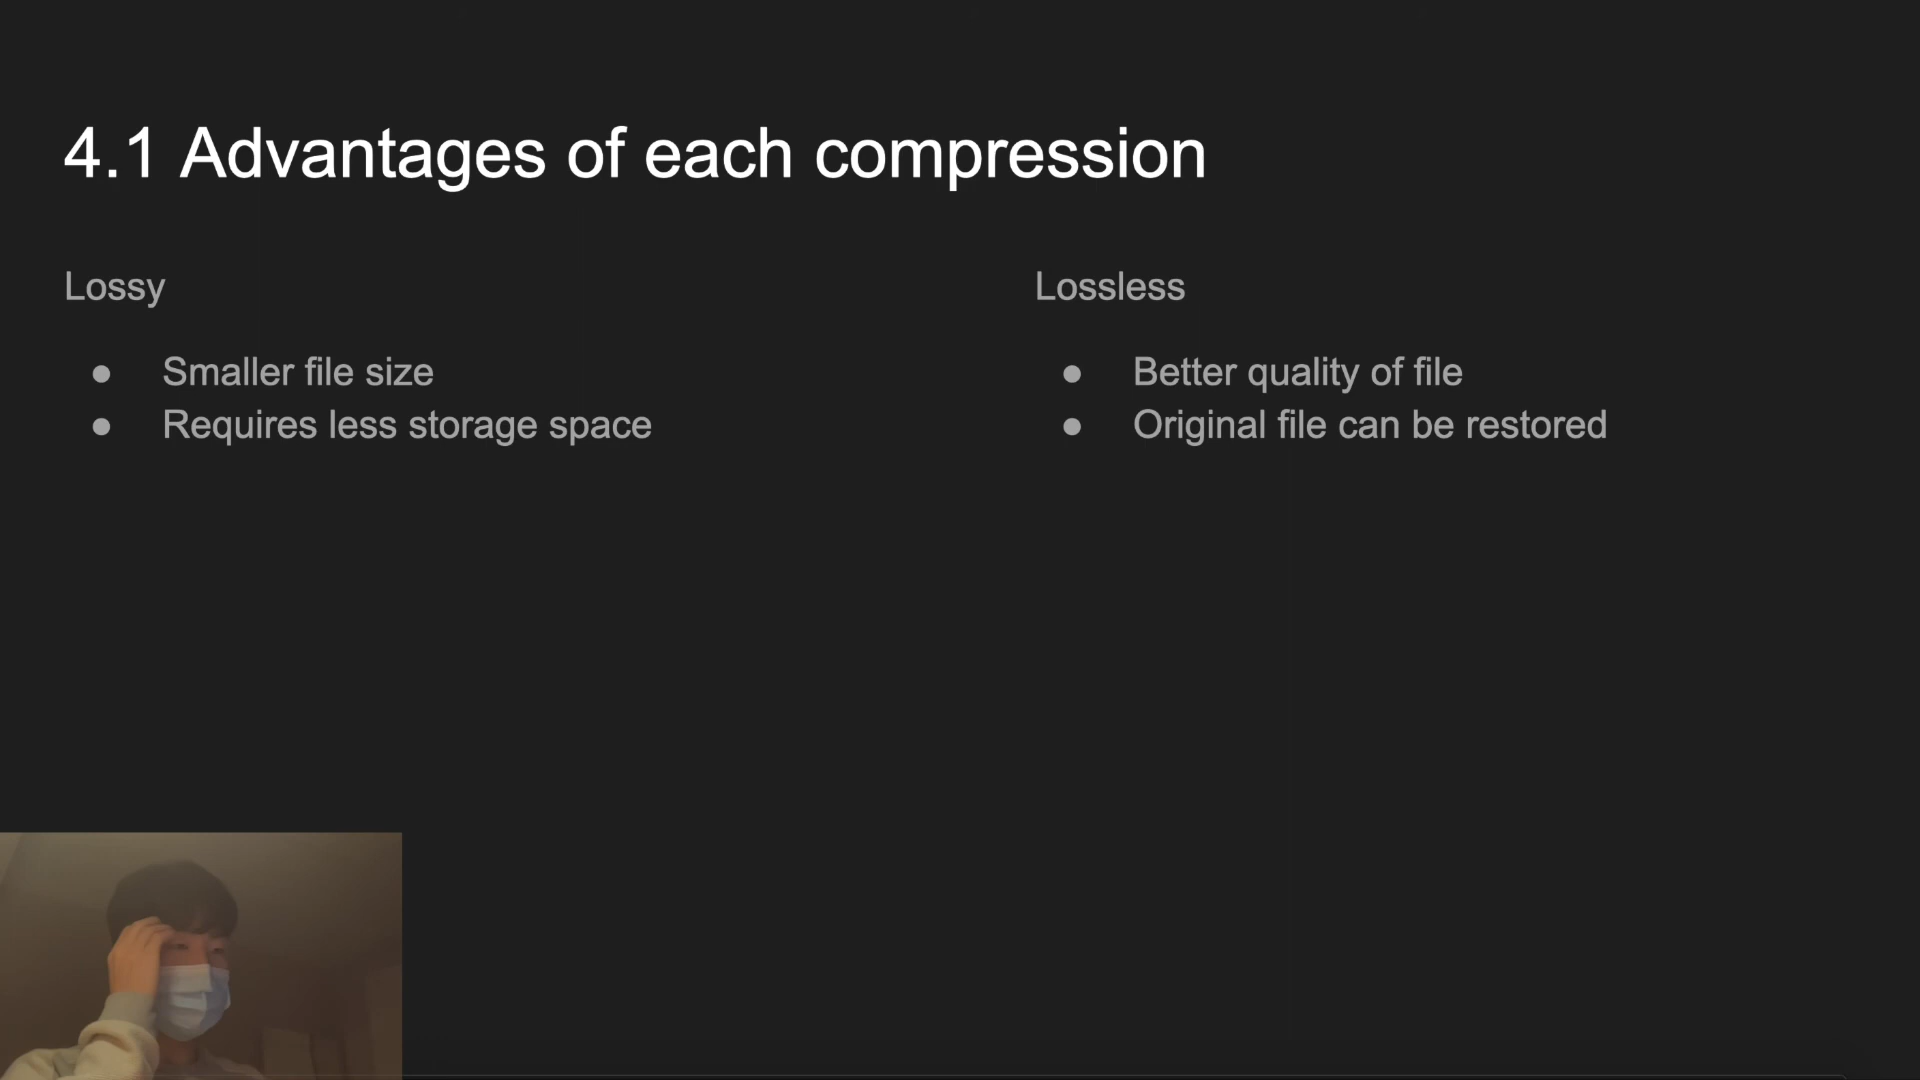 4.1 Advantages of each compression
Lossy
● Smaller file size
● Requires less storage space
Lossless
● Better quality of file
● Original file can be restored